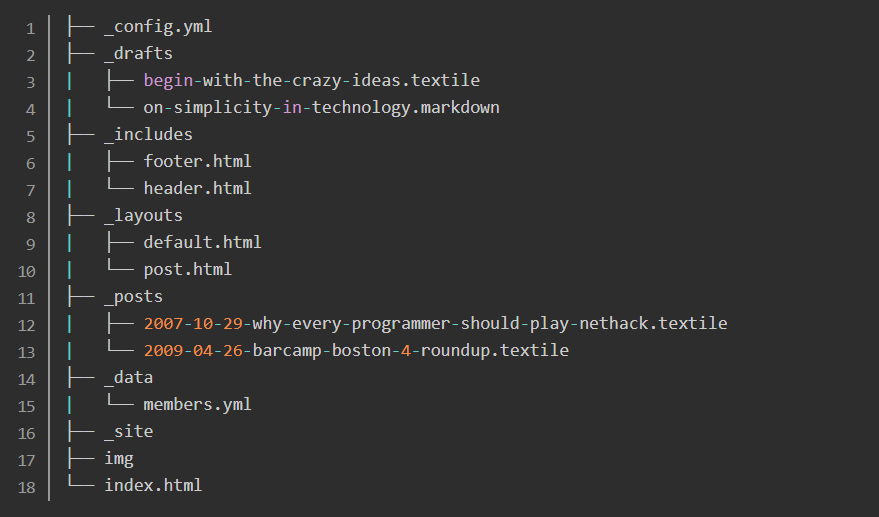 1 ├── _config.yml
2 ├── _drafts
3 |   ├── begin-with-the-crazy-ideas.textile
4 |   └── on-simplicity-in-technology.markdown
5 ├── _includes
6 |   ├── footer.html
7 |   └── header.html
8 ├── _layouts
9 |   ├── default.html
10 |   └── post.html
11 ├── _posts
12 |   ├── 2007-10-29-why-every-programmer-should-play-nethack.textile
13 |   └── 2009-04-26-barcamp-boston-4-roundup.textile
14 ├── _data
15 |   └── members.yml
16 ├── _site
17 ├── img
18 └── index.html